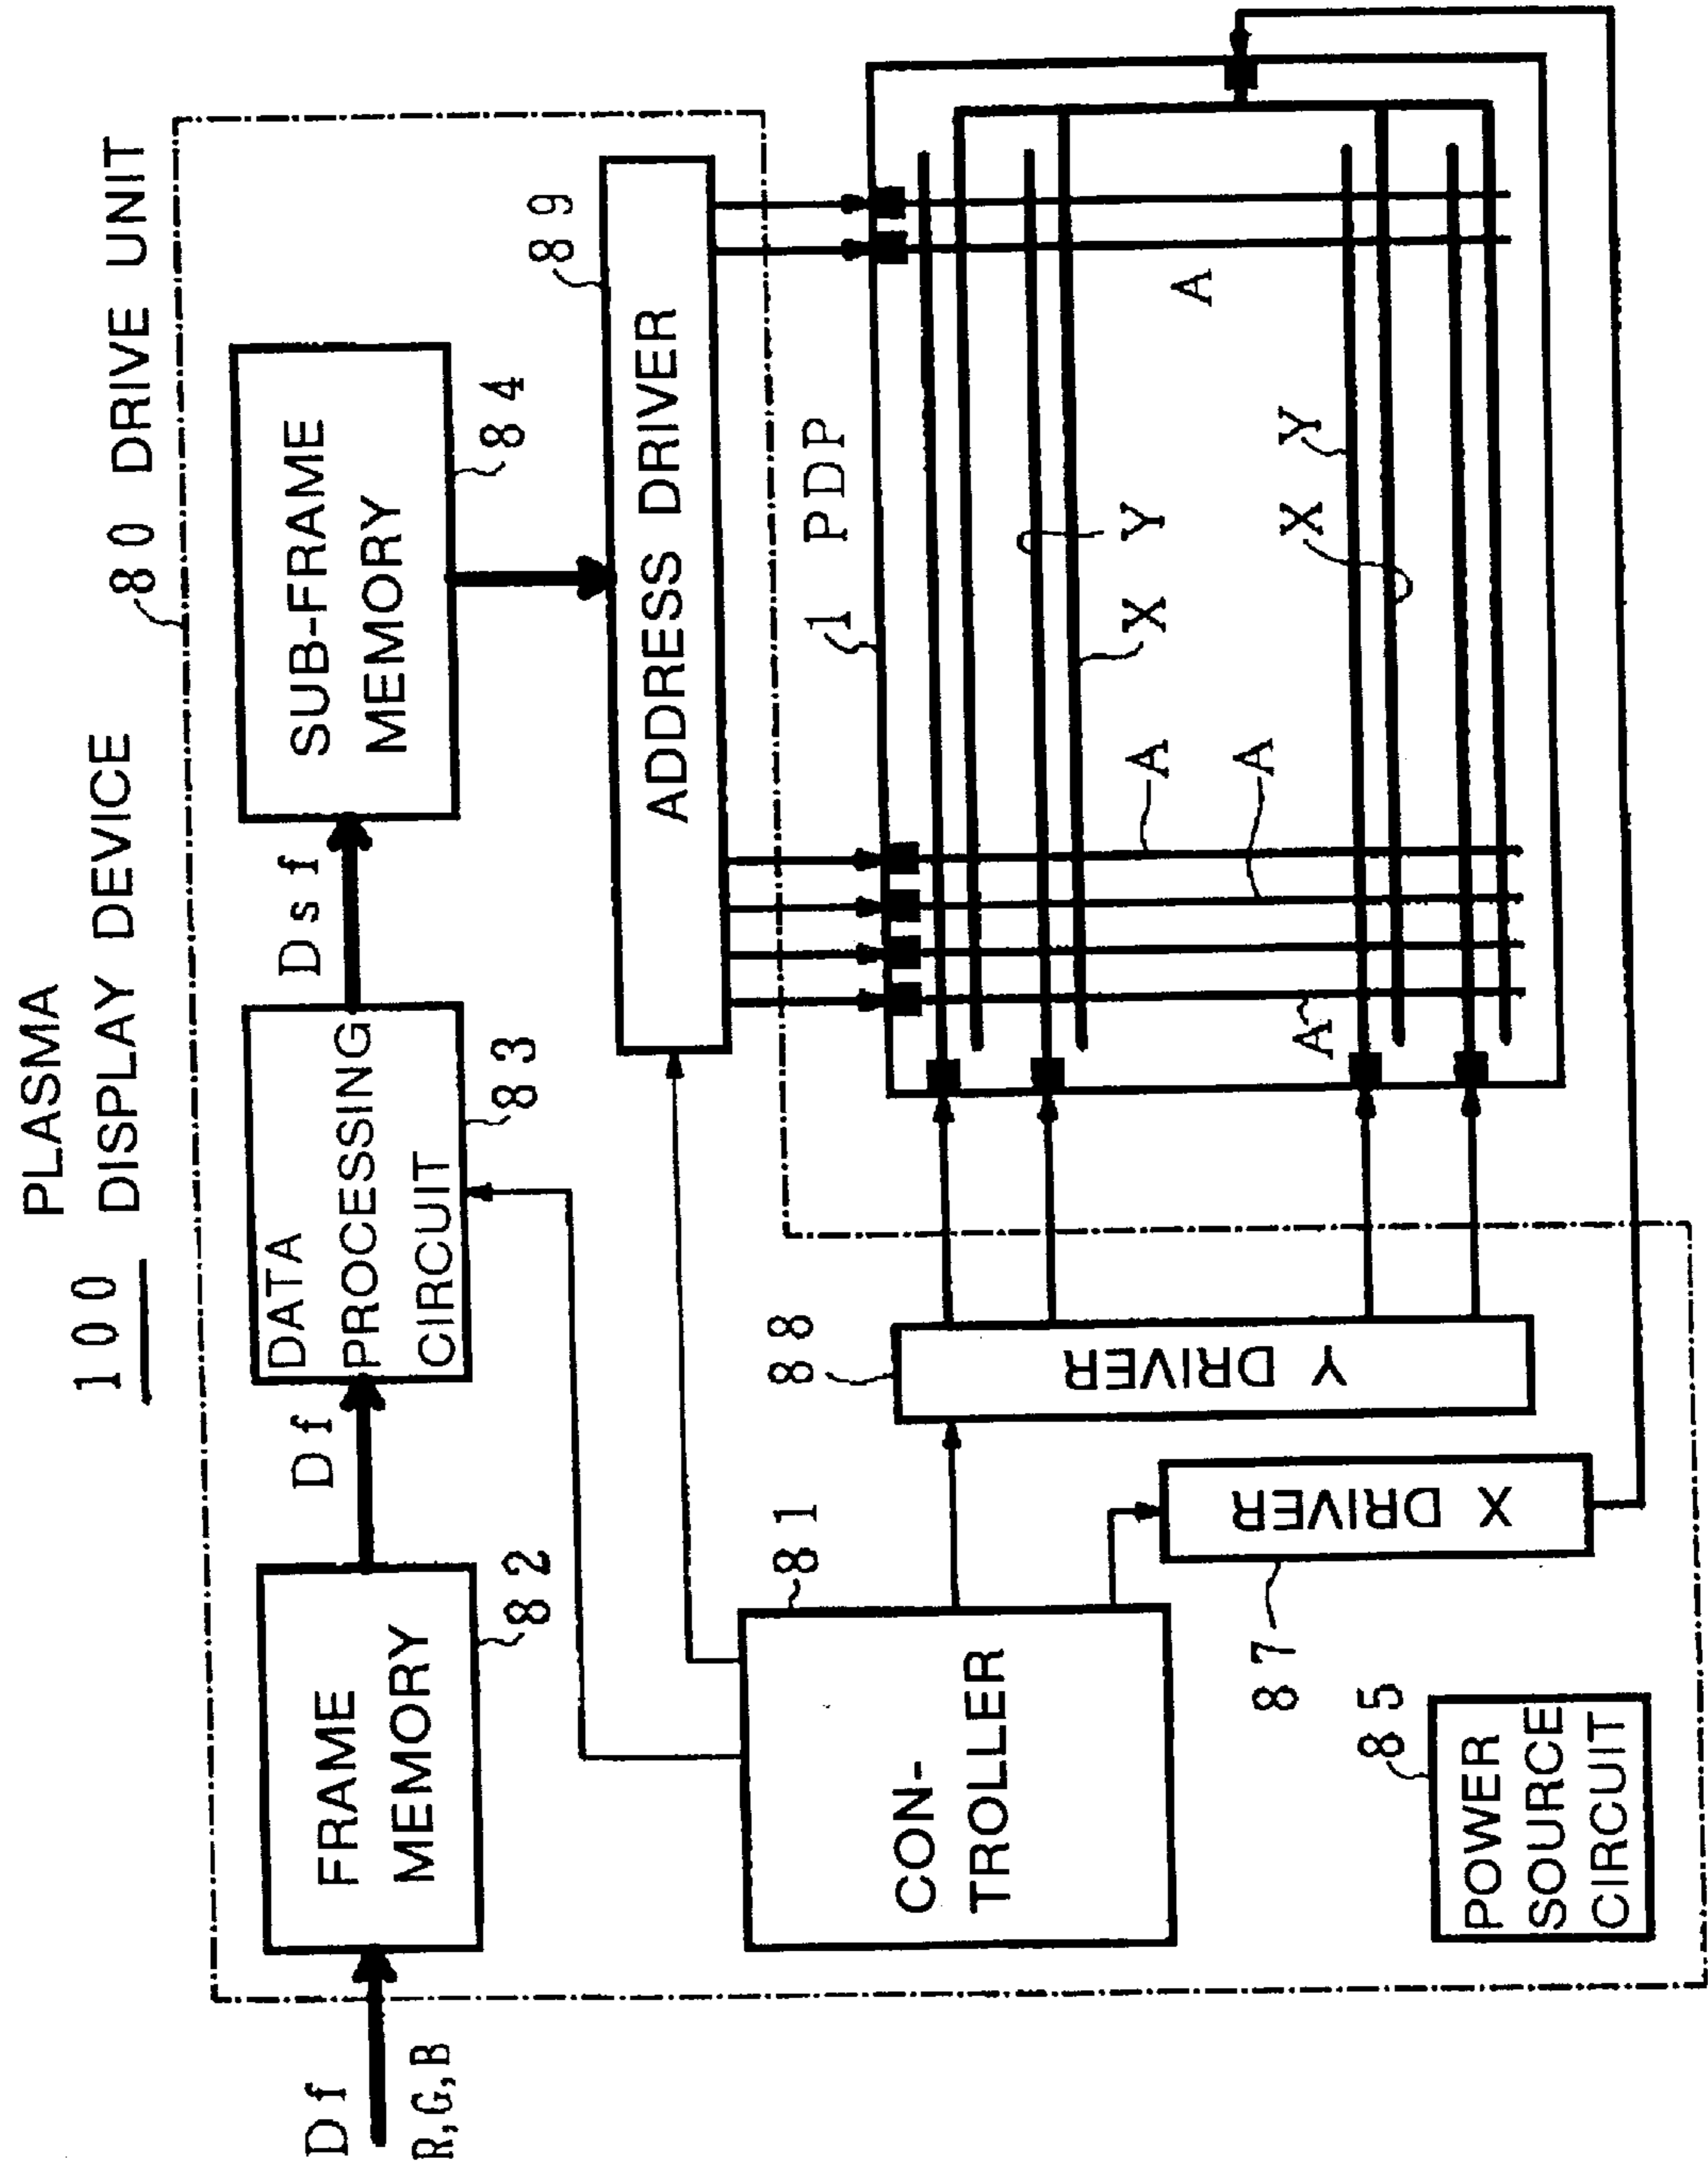 PLASMA
100 DISPLAY DEVICE
80 DRIVE UNIT
Df
R,G,B
FRAME
MEMORY
82
Df
DATA
PROCESSING
CIRCUIT
83
Dsf
SUB-FRAME
MEMORY
84
ADDRESS DRIVER
89
CON-
TROLLER
81
Y DRIVER
88
X DRIVER
87
POWER
SOURCE
CIRCUIT
85
1 PDP
A
A
A
A
X
Y
X
Y